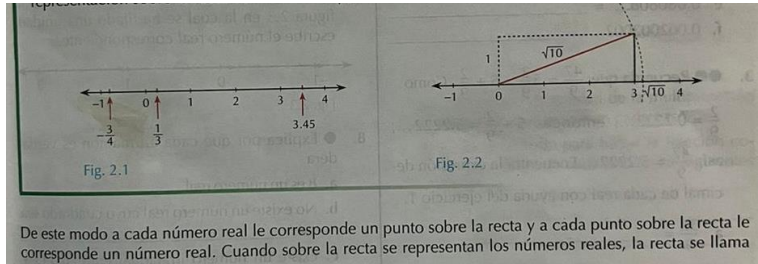 -1 0 1 2 3 4
-3/4 1/3 3.45
Fig. 2.1
1 √10
-1 0 1 2 3 √10 4
Fig. 2.2
De este modo a cada número real le corresponde un punto sobre la recta y a cada punto sobre la recta le
corresponde un número real. Cuando sobre la recta se representan los números reales, la recta se llama